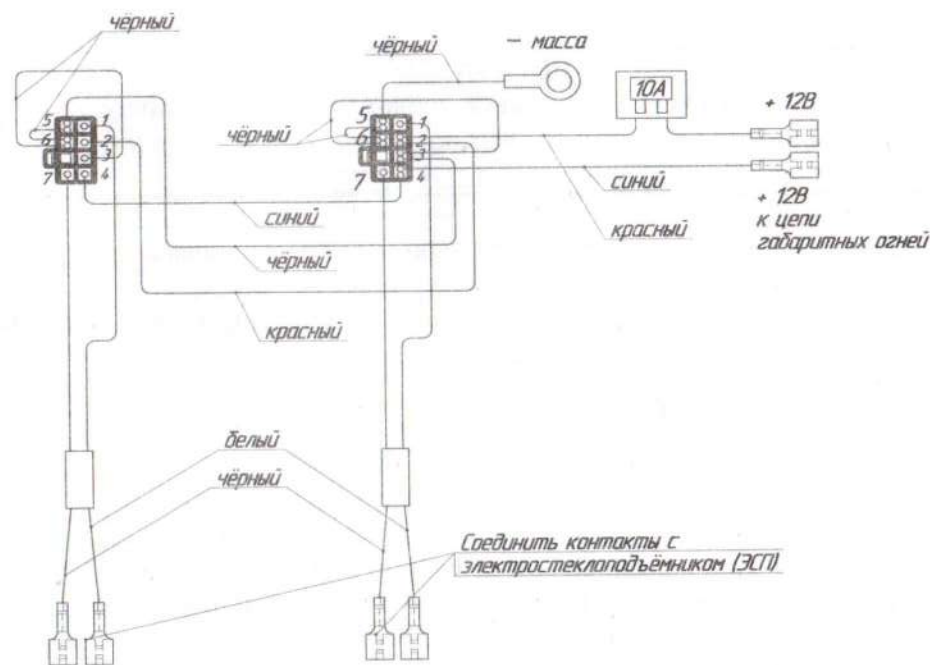 чёрный
чёрный
– масса
10А
+ 12В
5
1
6
2
3
7
4
чёрный
5
1
6
2
3
7
4
синий
+ 12В
к цепи
габаритных огней
синий
красный
чёрный
красный
белый
чёрный
Соединить контакты с
электростеклоподъёмником (ЭСП)